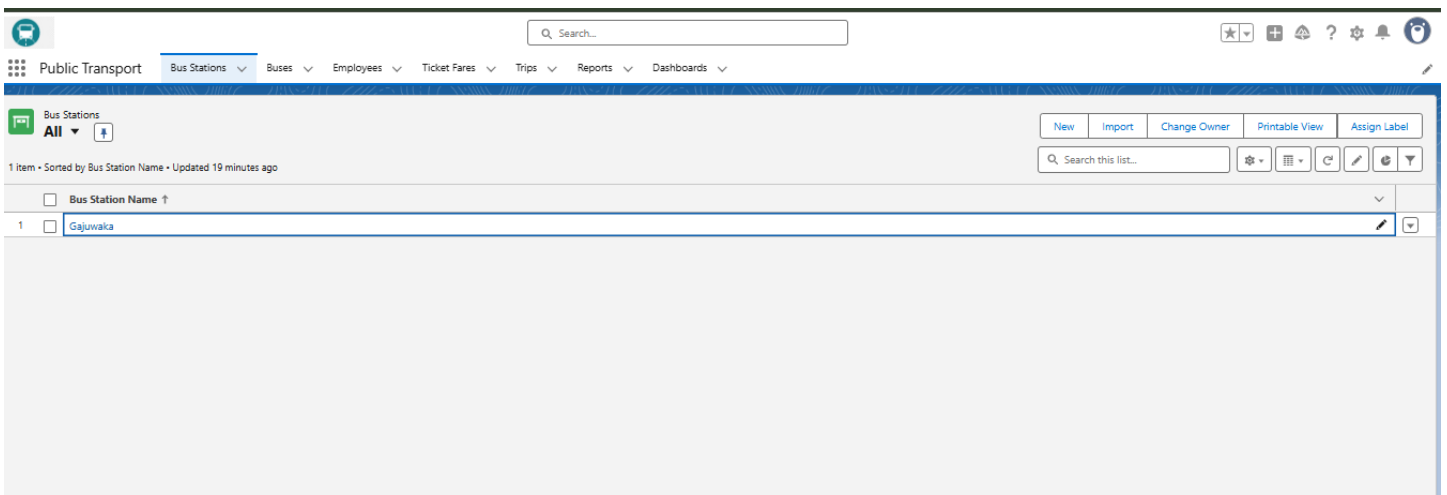 Search...
Public Transport Bus Stations Buses Employees Ticket Fares Trips Reports Dashboards
Bus Stations
All
New Import Change Owner Printable View Assign Label
1 item • Sorted by Bus Station Name • Updated 19 minutes ago
Search this list...
Bus Station Name ↑
1 Gajuwaka